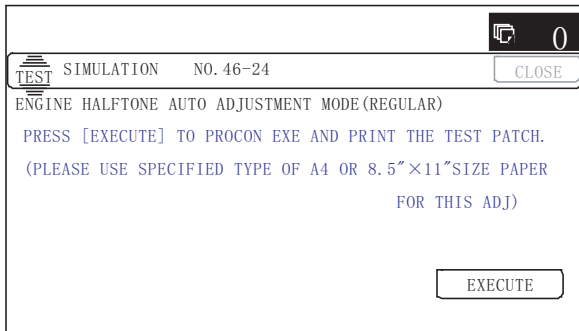 0
TEST SIMULATION NO. 46-24 CLOSE
ENGINE HALFTONE AUTO ADJUSTMENT MODE(REGULAR)
PRESS [EXECUTE] TO PROCON EXE AND PRINT THE TEST PATCH.
(PLEASE USE SPECIFIED TYPE OF A4 OR 8.5″×11″SIZE PAPER
FOR THIS ADJ)
EXECUTE